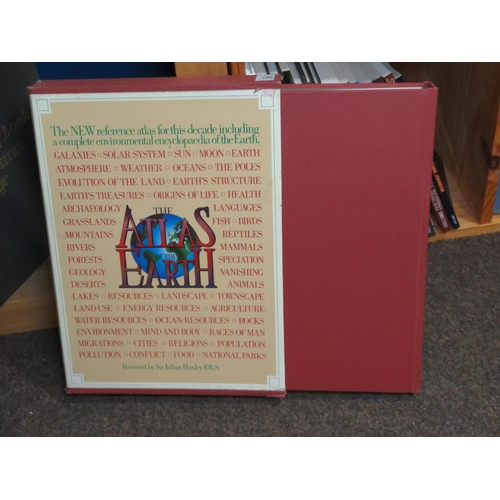 The NEW reference atlas for this decade including
a complete environmental encyclopaedia of the Earth.
GALAXIES SOLAR SYSTEM SUN MOON EARTH
ATMOSPHERE WEATHER OCEANS THE POLES
EVOLUTION OF THE LAND EARTH'S STRUCTURE
EARTH'S TREASURES ORIGINS OF LIFE HEALTH
ARCHAEOLOGY
GRASSLANDS
MOUNTAINS
RIVERS
FORESTS
GEOLOGY
DESERTS
THE
ATLAS
OF THE
EARTH
LANGUAGES
FISH BIRDS
REPTILES
MAMMALS
SPECIATION
VANISHING
ANIMALS
LAKES RESOURCES LANDSCAPE TOWNSCAPE
LAND-USE ENERGY RESOURCES AGRICULTURE
WATER RESOURCES OCEAN-RESOURCES ROCKS
ENVIRONMENT MIND AND BODY RACES OF MAN
MIGRATIONS CITIES RELIGIONS POPULATION
POLLUTION CONFLICT FOOD NATIONAL PARKS
Foreword by Sir Julian Huxley F.R.S.